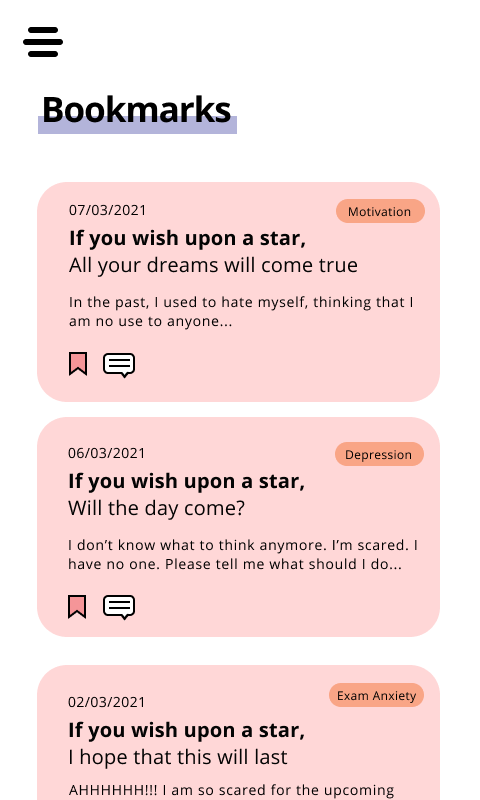 Bookmarks
07/03/2021
Motivation
If you wish upon a star,
All your dreams will come true
In the past, I used to hate myself, thinking that I
am no use to anyone...
06/03/2021
Depression
If you wish upon a star,
Will the day come?
I don’t know what to think anymore. I’m scared. I
have no one. Please tell me what should I do...
02/03/2021
Exam Anxiety
If you wish upon a star,
I hope that this will last
AHHHHHH!!! I am so scared for the upcoming